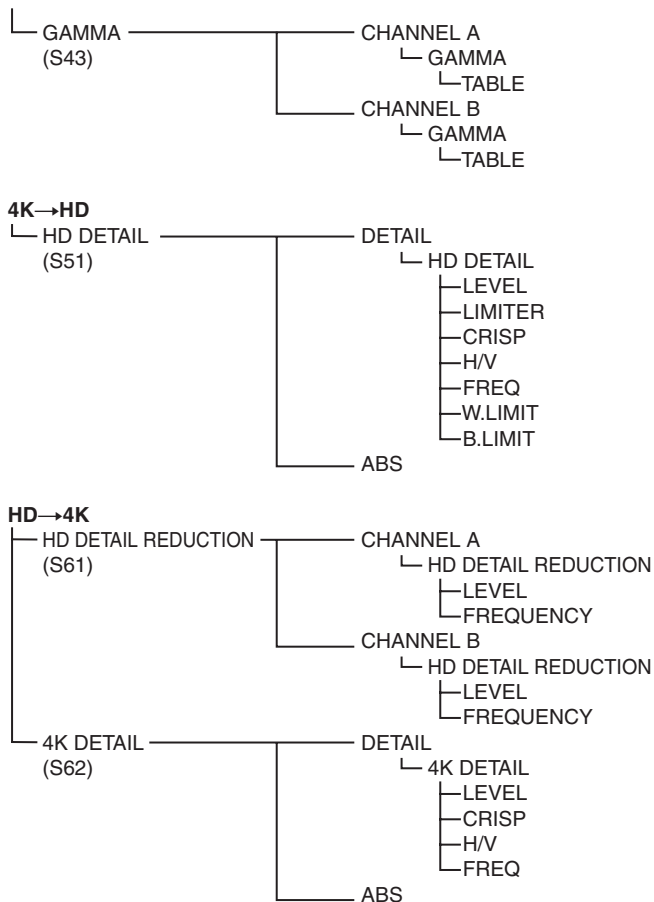 GAMMA CHANNEL A
(S43) GAMMA
TABLE
CHANNEL B
GAMMA
TABLE
4K→HD
HD DETAIL DETAIL
(S51) HD DETAIL
LEVEL
LIMITER
CRISP
H/V
FREQ
W.LIMIT
B.LIMIT
ABS
HD→4K
HD DETAIL REDUCTION CHANNEL A
(S61) HD DETAIL REDUCTION
LEVEL
FREQUENCY
CHANNEL B
HD DETAIL REDUCTION
LEVEL
FREQUENCY
4K DETAIL DETAIL
(S62) 4K DETAIL
LEVEL
CRISP
H/V
FREQ
ABS